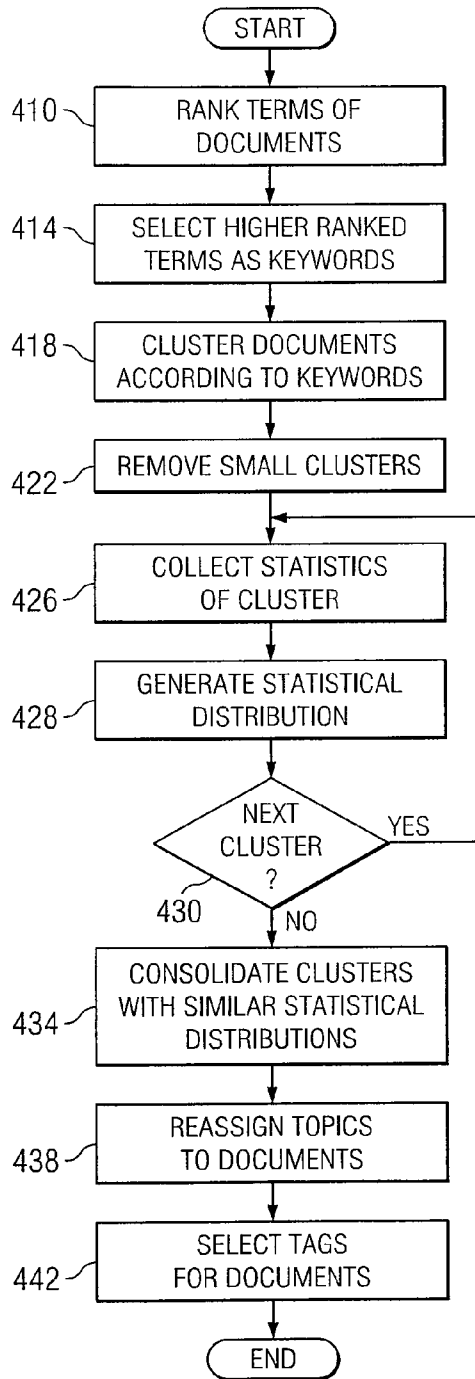 START
410
RANK TERMS OF
DOCUMENTS
414
SELECT HIGHER RANKED
TERMS AS KEYWORDS
418
CLUSTER DOCUMENTS
ACCORDING TO KEYWORDS
422
REMOVE SMALL CLUSTERS
426
COLLECT STATISTICS
OF CLUSTER
428
GENERATE STATISTICAL
DISTRIBUTION
NEXT
CLUSTER
?
YES
430
NO
434
CONSOLIDATE CLUSTERS
WITH SIMILAR STATISTICAL
DISTRIBUTIONS
438
REASSIGN TOPICS
TO DOCUMENTS
442
SELECT TAGS
FOR DOCUMENTS
END